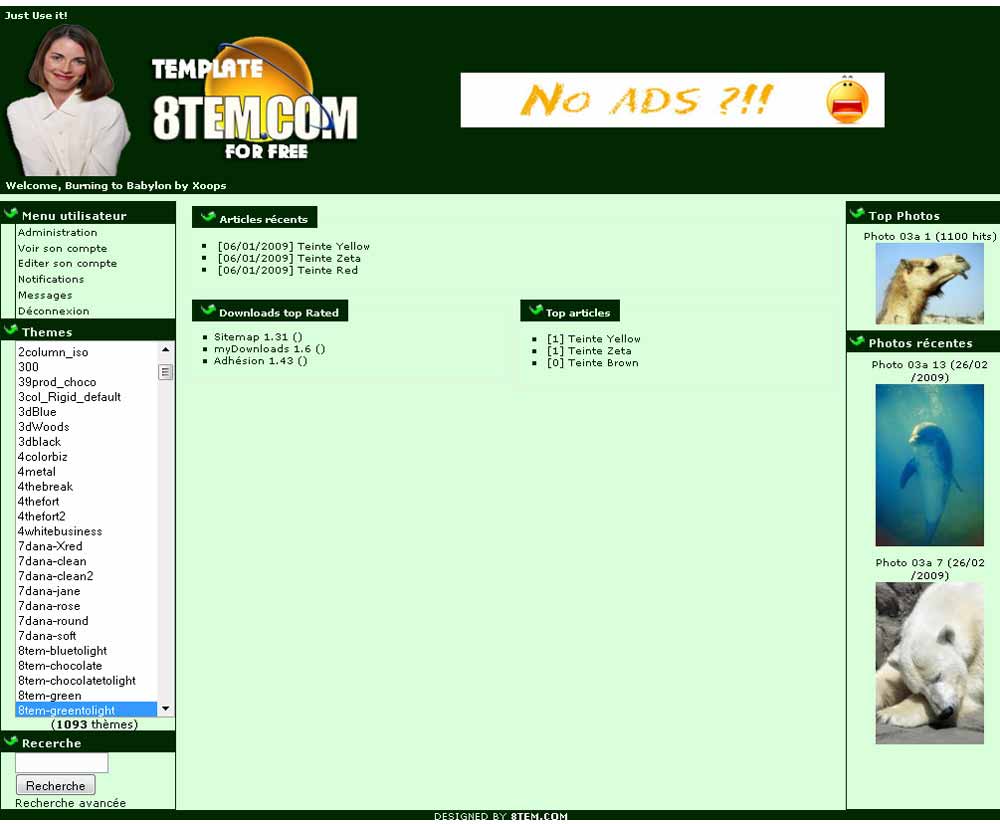 Just Use it!
TEMPLATE
8TEM.COM
FOR FREE
NO ADS ?!!
Welcome, Burning to Babylon by Xoops
Menu utilisateur
Administration
Voir son compte
Editer son compte
Notifications
Messages
Déconnexion
Themes
2column_iso
300
39prod_choco
3col_Rigid_default
3dBlue
3dWoods
3dblack
4colorbiz
4metal
4thebreak
4thefort
4thefort2
4whitebusiness
7dana-Xred
7dana-clean
7dana-clean2
7dana-jane
7dana-rose
7dana-round
7dana-soft
8tem-bluetolight
8tem-chocolate
8tem-chocolatetolight
8tem-green
8tem-greentolight
(1093 thèmes)
Recerche
Recherche
Recherche avancée
Articles récents
[06/01/2009] Teinte Yellow
[06/01/2009] Teinte Zeta
[06/01/2009] Teinte Red
Downloads top Rated
Sitemap 1.31 ()
myDownloads 1.6 ()
Adhésion 1.43 ()
Top articles
[1] Teinte Yellow
[1] Teinte Zeta
[0] Teinte Brown
Top Photos
Photo 03a 1 (1100 hits)
Photos récentes
Photo 03a 13 (26/02
/2009)
Photo 03a 7 (26/02
/2009)
DESIGNED BY 8TEM.COM